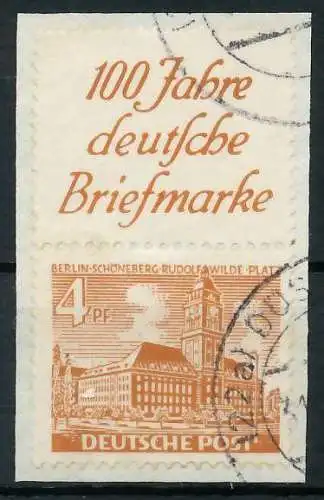 100 Jahre
deutsche
Briefmarke
BERLIN-SCHÖNEBERG·RUDOLF WILDE·PLATZ
4 PF
DEUTSCHE POST